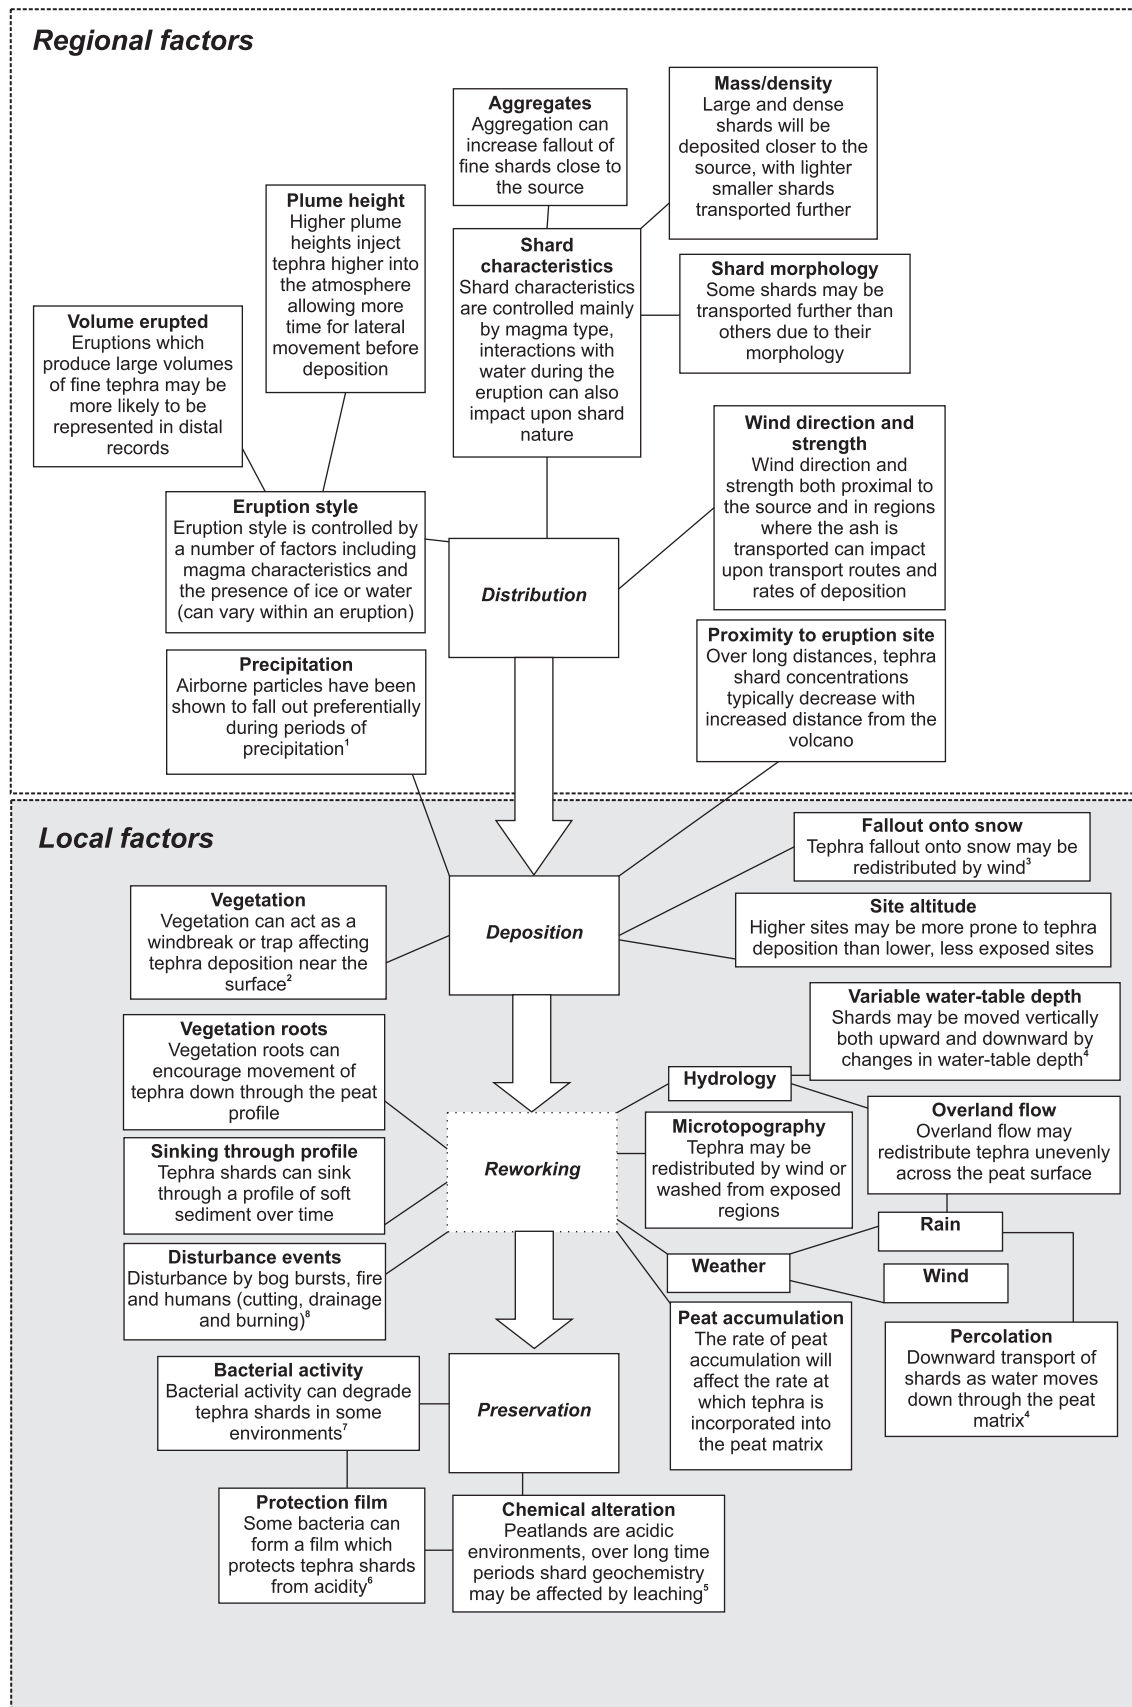 Regional factors
Aggregates
Aggregation can
increase fallout of
fine shards close to
the source
Mass/density
Large and dense
shards will be
deposited closer to the
source, with lighter
smaller shards
transported further
Plume height
Higher plume
heights inject
tephra higher into
the atmosphere
allowing more
time for lateral
movement before
deposition
Shard
characteristics
Shard characteristics
are controlled mainly
by magma type,
interactions with
water during the
eruption can also
impact upon shard
nature
Shard morphology
Some shards may be
transported further than
others due to their
morphology
Volume erupted
Eruptions which
produce large volumes
of fine tephra may be
more likely to be
represented in distal
records
Wind direction and
strength
Wind direction and
strength both proximal to
the source and in regions
where the ash is
transported can impact
upon transport routes and
rates of deposition
Eruption style
Eruption style is controlled by
a number of factors including
magma characteristics and
the presence of ice or water
(can vary within an eruption)
Distribution
Precipitation
Airborne particles have been
shown to fall out preferentially
during periods of
precipitation¹
Proximity to eruption site
Over long distances, tephra
shard concentrations
typically decrease with
increased distance from the
volcano
Local factors
Fallout onto snow
Tephra fallout onto snow may be
redistributed by wind³
Vegetation
Vegetation can act as a
windbreak or trap affecting
tephra deposition near the
surface²
Deposition
Site altitude
Higher sites may be more prone to tephra
deposition than lower, less exposed sites
Variable water-table depth
Shards may be moved vertically
both upward and downward by
changes in water-table depth⁴
Vegetation roots
Vegetation roots can
encourage movement of
tephra down through the peat
profile
Hydrology
Overland flow
Overland flow may
redistribute tephra unevenly
across the peat surface
Microtopography
Tephra may be
redistributed by wind or
washed from exposed
regions
Sinking through profile
Tephra shards can sink
through a profile of soft
sediment over time
Reworking
Rain
Disturbance events
Disturbance by bog bursts, fire
and humans (cutting, drainage
and burning)⁸
Weather
Wind
Peat accumulation
The rate of peat
accumulation will
affect the rate at
which tephra is
incorporated into
the peat matrix
Percolation
Downward transport of
shards as water moves
down through the peat
matrix⁴
Bacterial activity
Bacterial activity can degrade
tephra shards in some
environments⁷
Preservation
Protection film
Some bacteria can
form a film which
protects tephra shards
from acidity⁶
Chemical alteration
Peatlands are acidic
environments, over long time
periods shard geochemistry
may be affected by leaching⁵